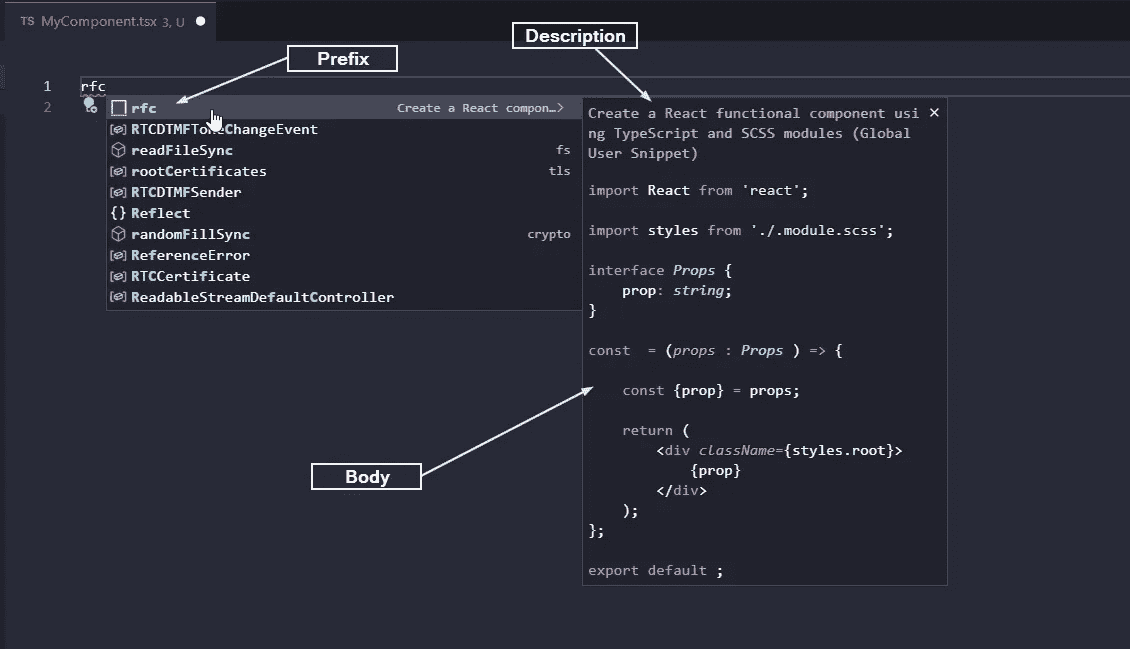 TS MyComponent.tsx 3, U
Description
Prefix
1 rfc
2
rfc Create a React compon…
RTCDTMFToneChangeEvent
readFileSync fs
rootCertificates tls
RTCDTMFSender
{} Reflect
randomFillSync crypto
ReferenceError
RTCCertificate
ReadableStreamDefaultController
Create a React functional component usi
ng TypeScript and SCSS modules (Global
User Snippet)
import React from 'react';
import styles from './.module.scss';
interface Props {
prop: string;
}
const  = (props : Props ) => {
const {prop} = props;
return (
<div className={styles.root}>
{prop}
</div>
);
};
export default ;
Body